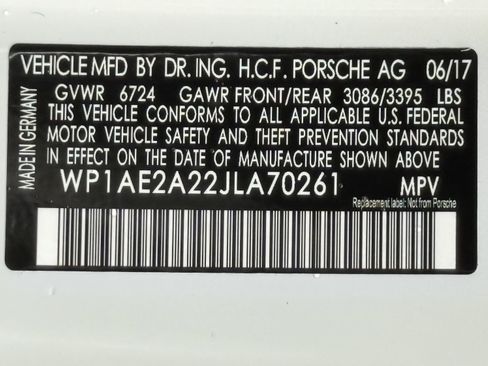 VEHICLE MFD BY DR. ING. H.C.F. PORSCHE AG 06/17
GVWR 6724 GAWR FRONT/REAR 3086/3395 LBS
THIS VEHICLE CONFORMS TO ALL APPLICABLE U.S. FEDERAL
MOTOR VEHICLE SAFETY AND THEFT PREVENTION STANDARDS
IN EFFECT ON THE DATE OF MANUFACTURE SHOWN ABOVE
WP1AE2A22JLA70261 MPV
Replacement label: Not from Porsche
MADE IN GERMANY